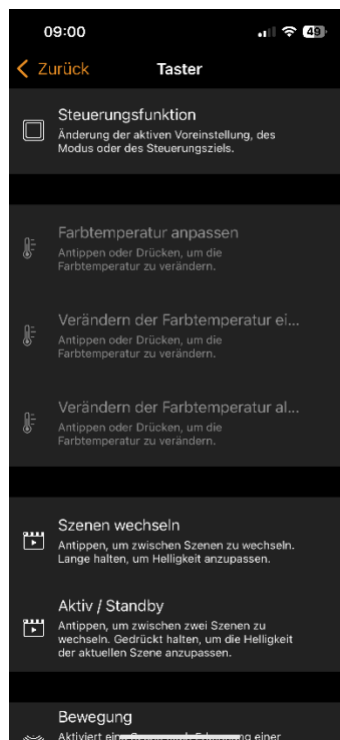 09:00
49
Zurück
Taster
Steuerungsfunktion
Änderung der aktiven Voreinstellung, des
Modus oder des Steuerungsziels.
Farbtemperatur anpassen
Antippen oder Drücken, um die
Farbtemperatur zu verändern.
Verändern der Farbtemperatur ei...
Antippen oder Drücken, um die
Farbtemperatur zu verändern.
Verändern der Farbtemperatur al...
Antippen oder Drücken, um die
Farbtemperatur zu verändern.
Szenen wechseln
Antippen, um zwischen Szenen zu wechseln.
Lange halten, um Helligkeit anzupassen.
Aktiv / Standby
Antippen, um zwischen zwei Szenen zu
wechseln. Gedrückt halten, um die Helligkeit
der aktuellen Szene anzupassen.
Bewegung
Aktiviert einer